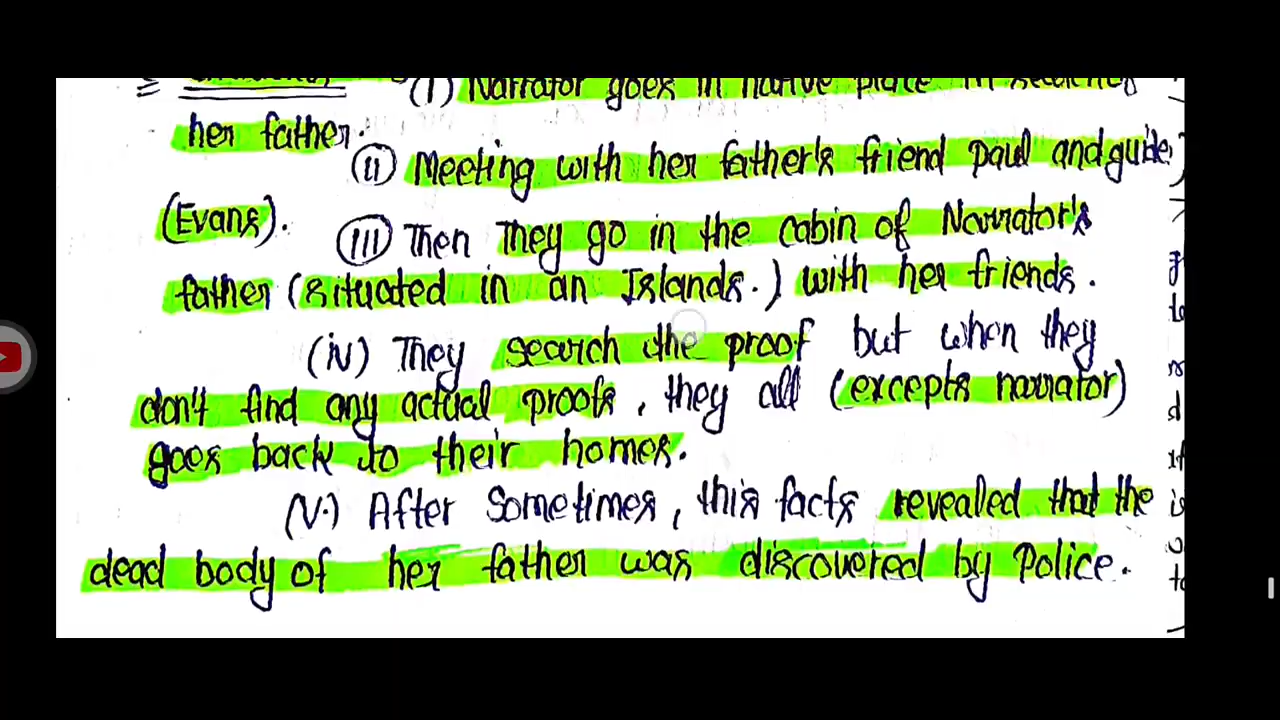 (I) Narrator goes in native place in searching
her father.
(II) Meeting with her father's friend paul and guide
(Evans).
(III) Then They go in the cabin of Narrator's
father (situated in an Islands.) with her friends.
(iv) They search the proof but when they
don't find any actual proofs, they all (excepts narrator)
goes back to their homes.
(V.) After Sometimes, this facts revealed that the
dead body of her father was discovered by Police.